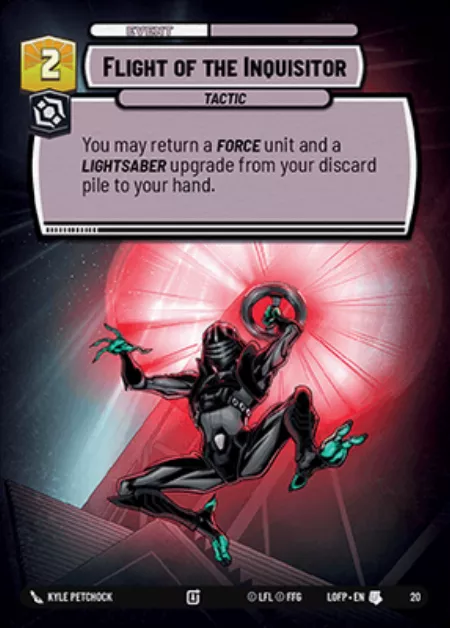 EVENT
2
FLIGHT OF THE INQUISITOR
TACTIC
You may return a FORCE unit and a
LIGHTSABER upgrade from your discard
pile to your hand.
KYLE PETCHOCK
© LFL © FFG
LOFP • EN
20